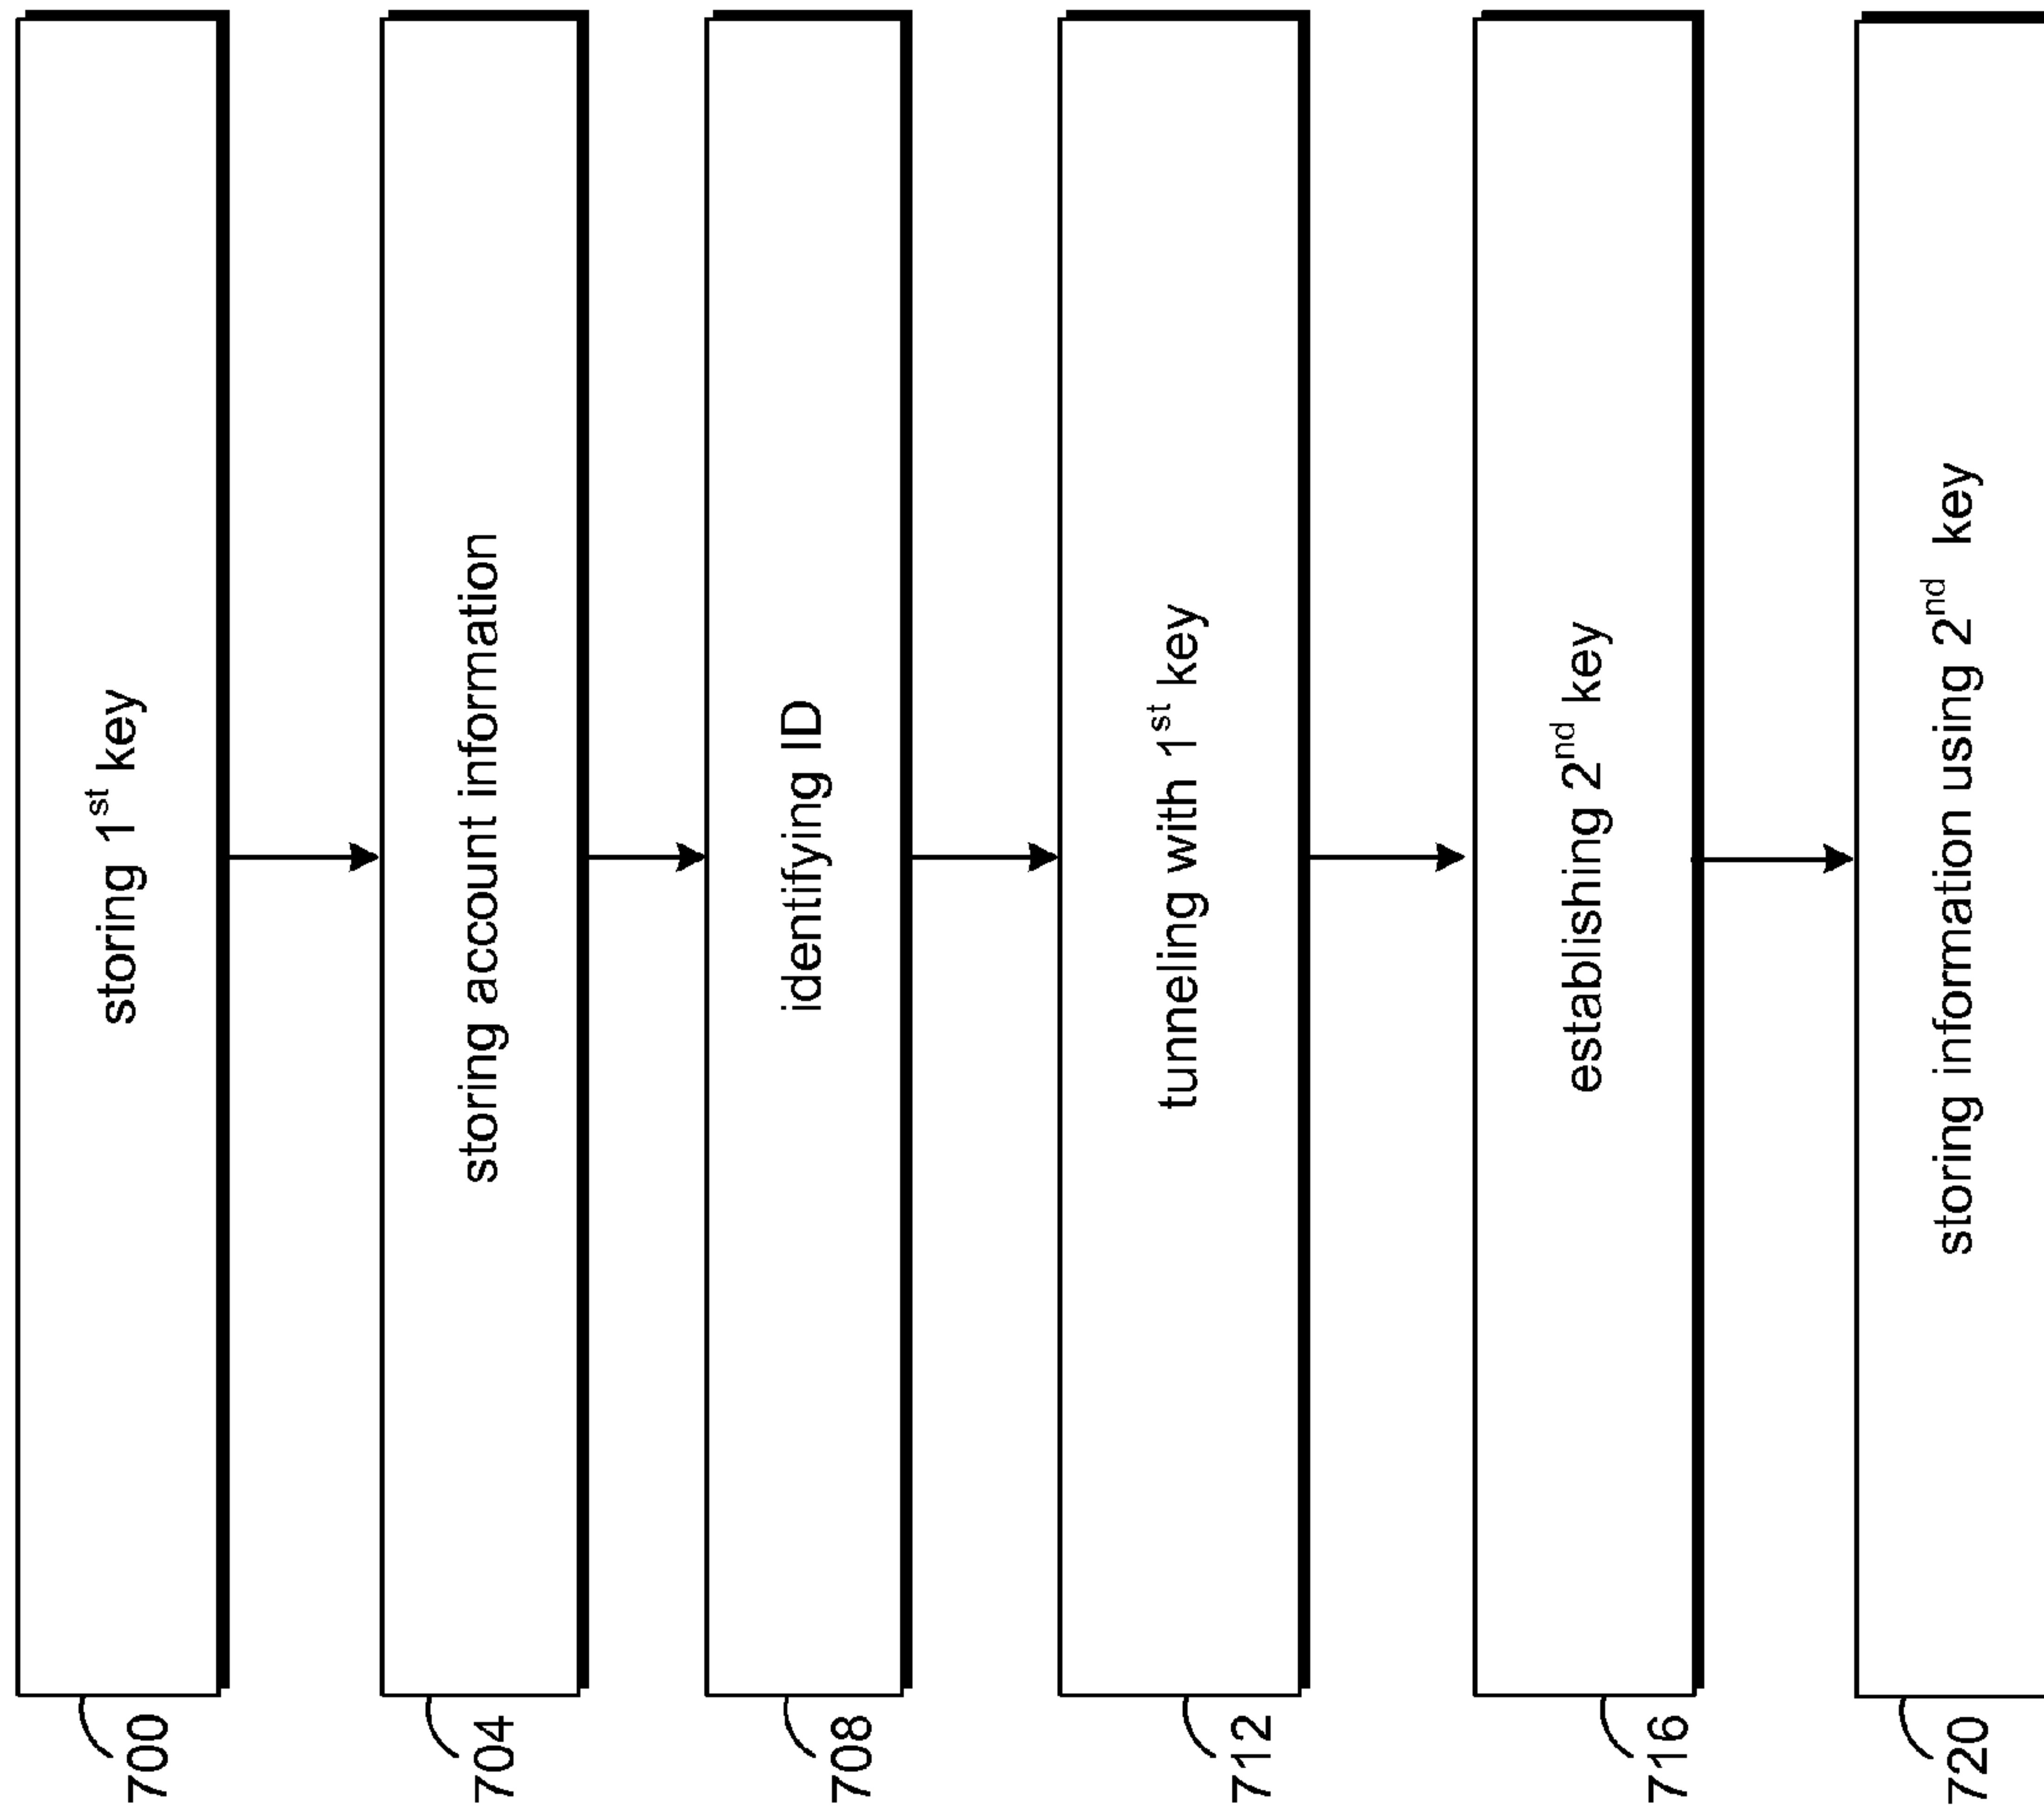 storing 1st key
700
storing account information
704
identifying ID
708
tunneling with 1st key
712
establishing 2nd key
716
storing information using 2nd key
720